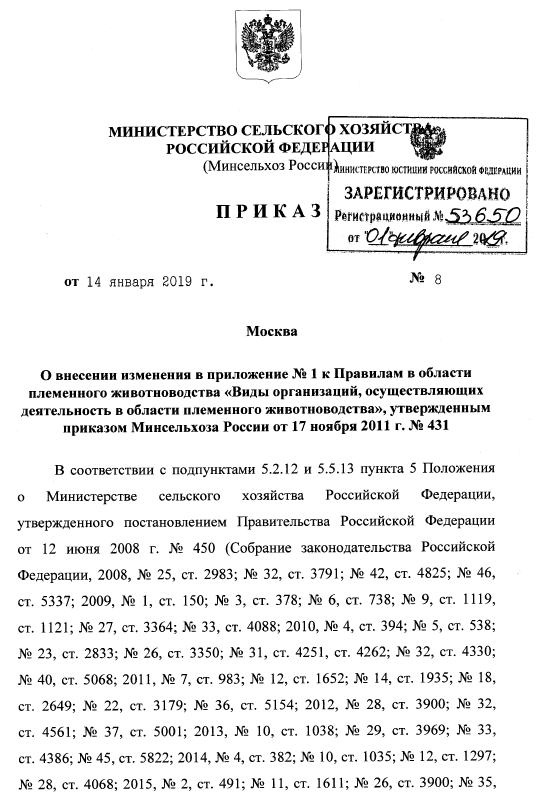 МИНИСТЕРСТВО СЕЛЬСКОГО ХОЗЯЙСТВА
РОССИЙСКОЙ ФЕДЕРАЦИИ
(Минсельхоз России)
МИНИСТЕРСТВО ЮСТИЦИИ РОССИЙСКОЙ ФЕДЕРАЦИИ
ЗАРЕГИСТРИРОВАНО
Регистрационный № 53650
от "01" февраля 2019г.
ПРИКАЗ
от 14 января 2019 г. № 8
Москва
О внесении изменения в приложение № 1 к Правилам в области
племенного животноводства «Виды организаций, осуществляющих
деятельность в области племенного животноводства», утвержденным
приказом Минсельхоза России от 17 ноября 2011 г. № 431
В соответствии с подпунктами 5.2.12 и 5.5.13 пункта 5 Положения
о Министерстве сельского хозяйства Российской Федерации,
утвержденного постановлением Правительства Российской Федерации
от 12 июня 2008 г. № 450 (Собрание законодательства Российской
Федерации, 2008, № 25, ст. 2983; № 32, ст. 3791; № 42, ст. 4825; № 46,
ст. 5337; 2009, № 1, ст. 150; № 3, ст. 378; № 6, ст. 738; № 9, ст. 1119,
ст. 1121; № 27, ст. 3364; № 33, ст. 4088; 2010, № 4, ст. 394; № 5, ст. 538;
№ 23, ст. 2833; № 26, ст. 3350; № 31, ст. 4251, ст. 4262; № 32, ст. 4330;
№ 40, ст. 5068; 2011, № 7, ст. 983; № 12, ст. 1652; № 14, ст. 1935; № 18,
ст. 2649; № 22, ст. 3179; № 36, ст. 5154; 2012, № 28, ст. 3900; № 32,
ст. 4561; № 37, ст. 5001; 2013, № 10, ст. 1038; № 29, ст. 3969; № 33,
ст. 4386; № 45, ст. 5822; 2014, № 4, ст. 382; № 10, ст. 1035; № 12, ст. 1297;
№ 28, ст. 4068; 2015, № 2, ст. 491; № 11, ст. 1611; № 26, ст. 3900; № 35,